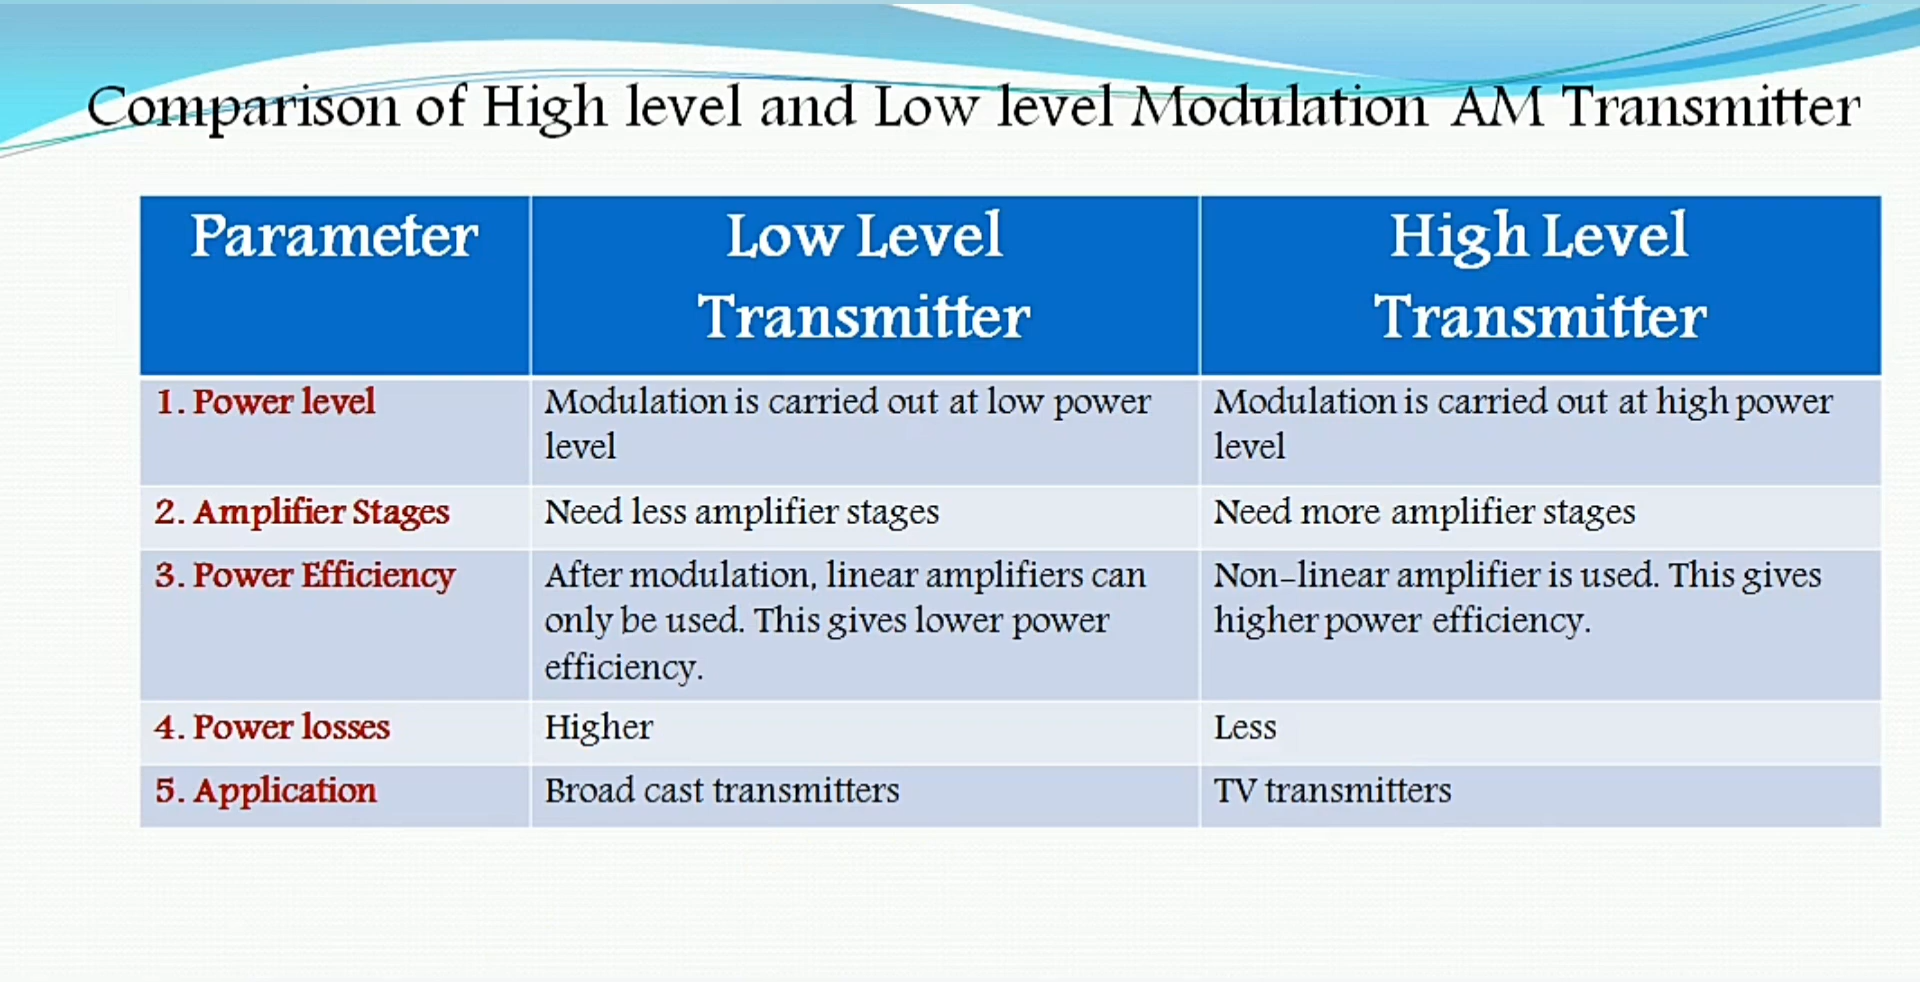 Comparison of High level and Low level Modulation AM Transmitter
Parameter
Low Level
Transmitter
High Level
Transmitter
1. Power level
Modulation is carried out at low power
level
Modulation is carried out at high power
level
2. Amplifier Stages
Need less amplifier stages
Need more amplifier stages
3. Power Efficiency
After modulation, linear amplifiers can
only be used. This gives lower power
efficiency.
Non-linear amplifier is used. This gives
higher power efficiency.
4. Power losses
Higher
Less
5. Application
Broad cast transmitters
TV transmitters